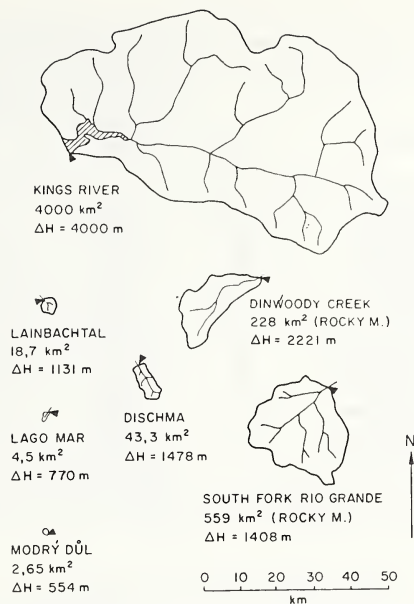 KINGS RIVER
4000 km²
ΔH = 4000 m
LAINBACHTAL
18,7 km²
ΔH = 1131 m
DINWOODY CREEK
228 km² (ROCKY M.)
ΔH = 2221 m
DISCHMA
43,3 km²
ΔH = 1478 m
LAGO MAR
4,5 km²
ΔH = 770 m
SOUTH FORK RIO GRANDE
559 km² (ROCKY M.)
ΔH = 1408 m
MODRÝ DŮL
2,65 km²
ΔH = 554 m
N
0 10 20 30 40 50
km